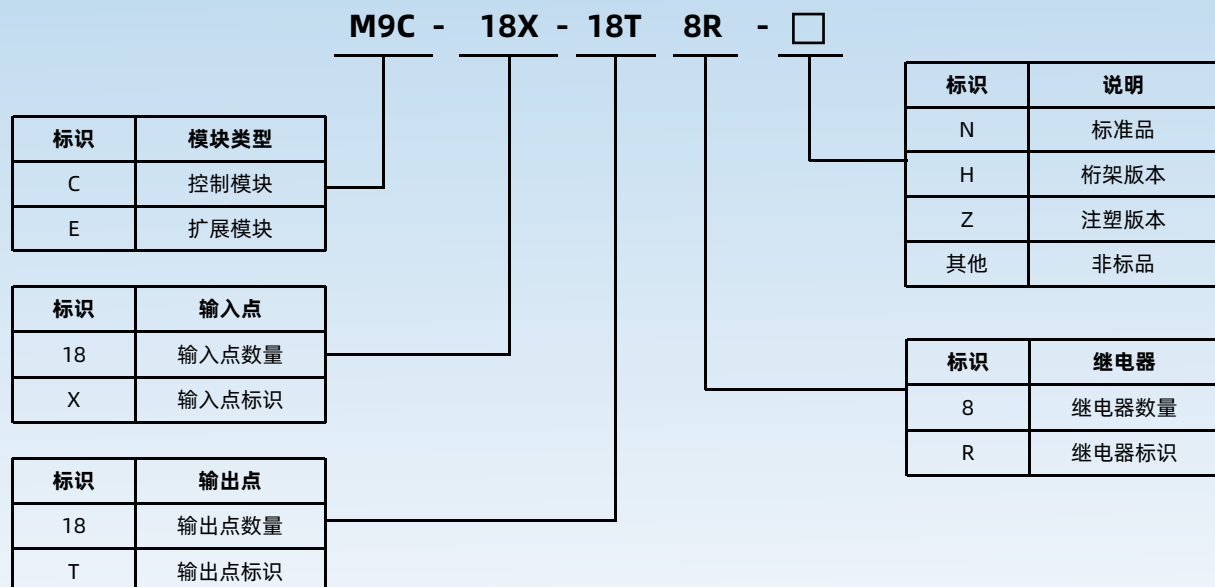 M9C - 18X - 18T 8R - □
标识 模块类型
C 控制模块
E 扩展模块
标识 输入点
18 输入点数量
X 输入点标识
标识 输出点
18 输出点数量
T 输出点标识
标识 说明
N 标准品
H 桁架版本
Z 注塑版本
其他 非标品
标识 继电器
8 继电器数量
R 继电器标识